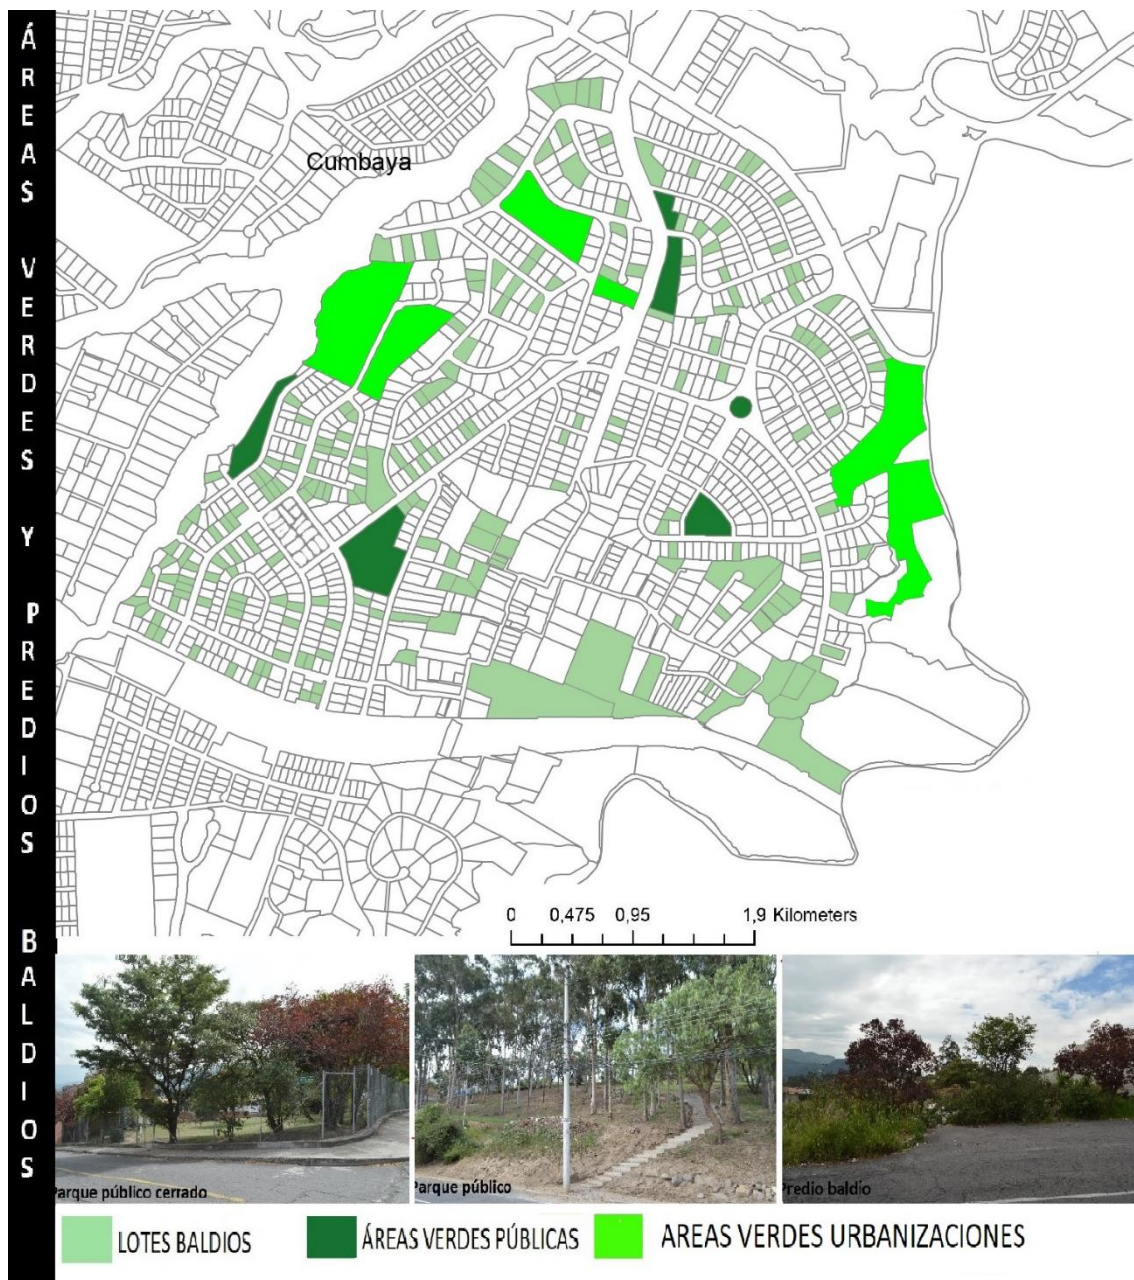 ÁREAS VERDES Y PREDIOS BALDIOS
Cumbaya
0 0,475 0,95 1,9 Kilometers
Parque público cerrado
Parque público
Predio baldío
LOTES BALDIOS
ÁREAS VERDES PÚBLICAS
AREAS VERDES URBANIZACIONES